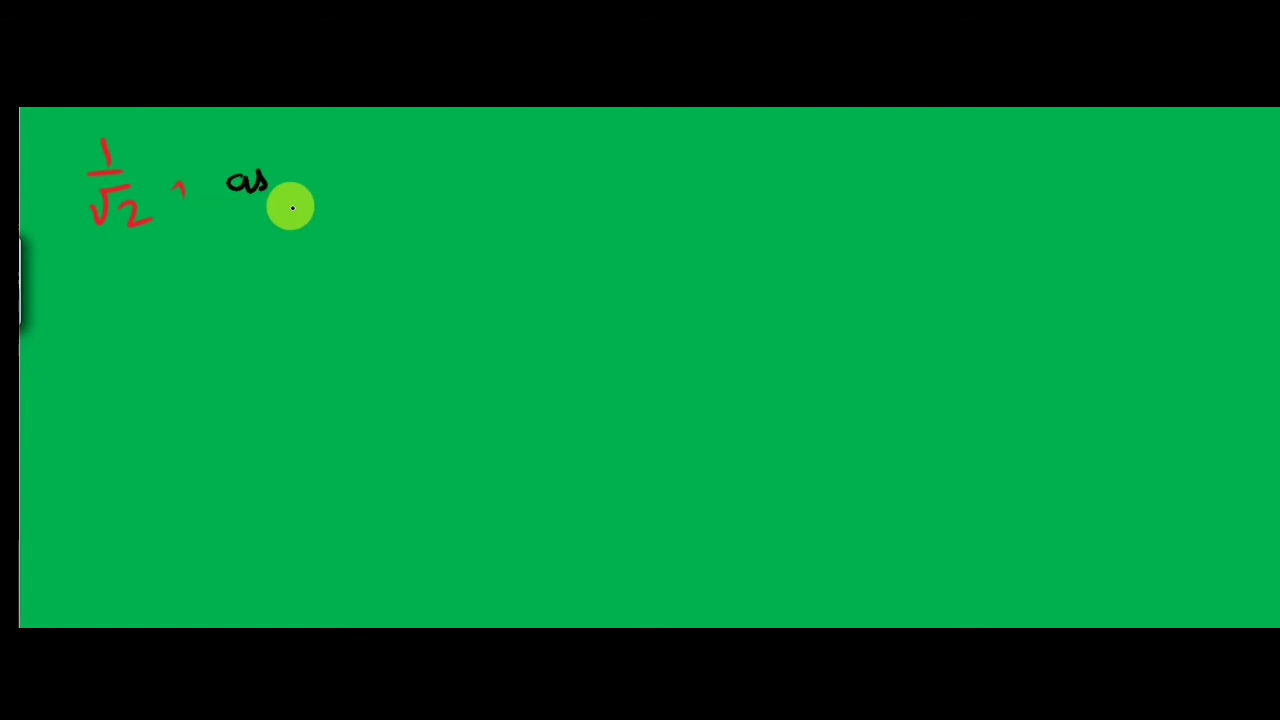 1/√2 , as